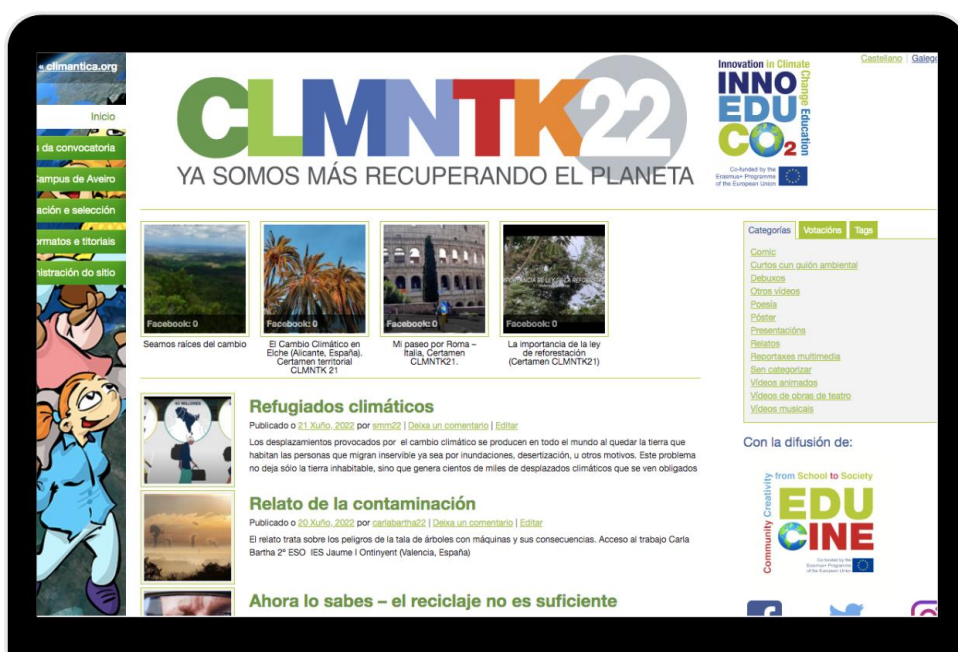 « climantica.org
Inicio
da convocatoria
Campus de Aveiro
ación e selección
ormatos e titoriais
nistración do sitio
CLMNTK22
YA SOMOS MÁS RECUPERANDO EL PLANETA
Innovation in Climate
Change Education
INNO
EDU
CO2
Co-funded by the
Erasmus+ Programme
of the European Union
Castellano | Galego
Facebook: 0
Seamos raíces del cambio
Facebook: 0
El Cambio Climático en
Elche (Alicante, España).
Certamen territorial
CLMNTK 21
Facebook: 0
Mi paseo por Roma –
Italia, Certamen
CLMNTK21.
Facebook: 0
La importancia de la ley
de reforestación
(Certamen CLMNTK21)
Categorías Votacións Tags
Comic
Curtos cun guión ambiental
Debuxos
Otros vídeos
Poesía
Póster
Presentacións
Relatos
Reportaxes multimedia
Sen categorizar
Vídeos animados
Vídeos de obras de teatro
Vídeos musicais
Refugiados climáticos
Publicado o 21 Xuño, 2022 por smm22 | Deixa un comentario | Editar
Los desplazamientos provocados por el cambio climático se producen en todo el mundo al quedar la tierra que
habitan las personas que migran inservible ya sea por inundaciones, desertización, u otros motivos. Este problema
no deja sólo la tierra inhabitable, sino que genera cientos de miles de desplazados climáticos que se ven obligados
Relato de la contaminación
Publicado o 20 Xuño, 2022 por carlabartha22 | Deixa un comentario | Editar
El relato trata sobre los peligros de la tala de árboles con máquinas y sus consecuencias. Acceso al trabajo Carla
Bartha 2º ESO IES Jaume I Ontinyent (Valencia, España)
Ahora lo sabes – el reciclaje no es suficiente
Con la difusión de:
from School to Society
Community Creativity
EDU
CINE
Co-funded by the
Erasmus+ Programme
of the European Union